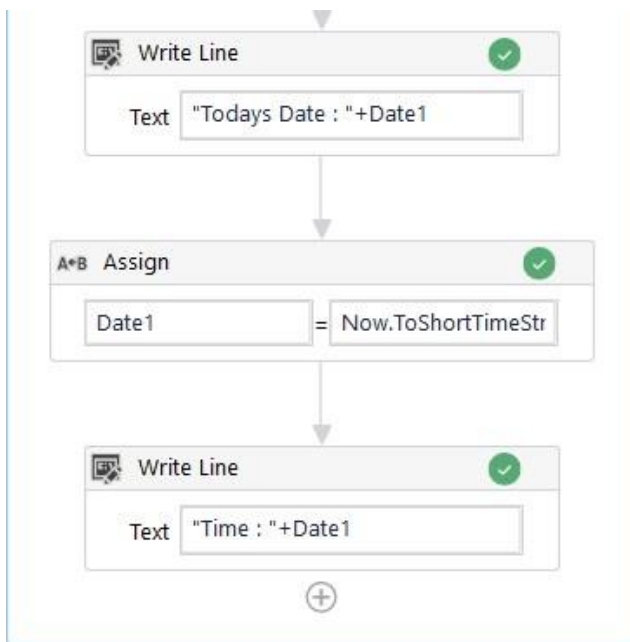 Write Line
Text "Todays Date : "+Date1
A+B Assign
Date1 = Now.ToShortTimeStr
Write Line
Text "Time : "+Date1